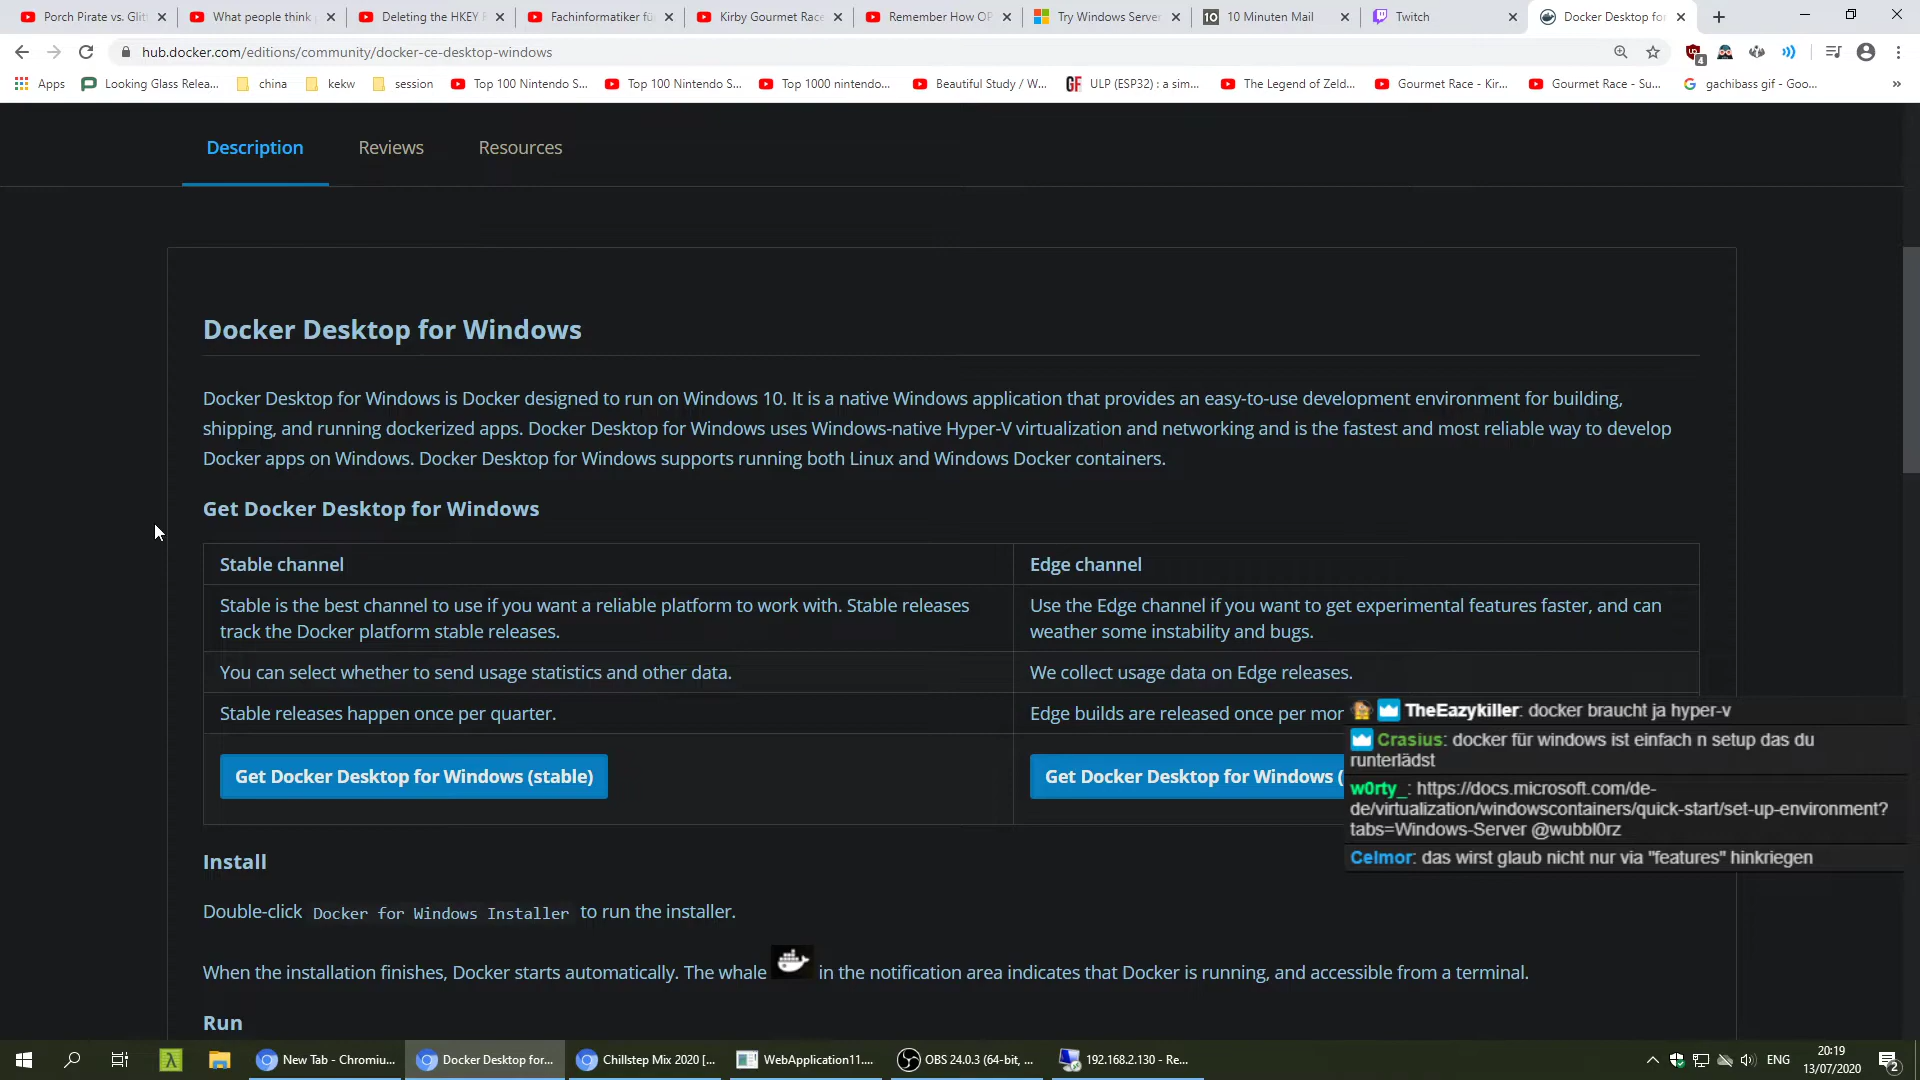 Porch Pirate vs. Glit
What people think
Deleting the HKEY
Fachinformatiker fü
Kirby Gourmet Race
Remember How OP
Try Windows Server
10 Minuten Mail
Twitch
Docker Desktop for
hub.docker.com/editions/community/docker-ce-desktop-windows
Apps
Looking Glass Relea...
china
kekw
session
Top 100 Nintendo S...
Top 100 Nintendo S...
Top 1000 nintendo...
Beautiful Study / W...
GF ULP (ESP32) : a sim...
The Legend of Zeld...
Gourmet Race - Kir...
Gourmet Race - Su...
gachibass gif - Goo...
Description
Reviews
Resources
Docker Desktop for Windows
Docker Desktop for Windows is Docker designed to run on Windows 10. It is a native Windows application that provides an easy-to-use development environment for building,
shipping, and running dockerized apps. Docker Desktop for Windows uses Windows-native Hyper-V virtualization and networking and is the fastest and most reliable way to develop
Docker apps on Windows. Docker Desktop for Windows supports running both Linux and Windows Docker containers.
Get Docker Desktop for Windows
Stable channel
Edge channel
Stable is the best channel to use if you want a reliable platform to work with. Stable releases
track the Docker platform stable releases.
Use the Edge channel if you want to get experimental features faster, and can
weather some instability and bugs.
You can select whether to send usage statistics and other data.
We collect usage data on Edge releases.
Stable releases happen once per quarter.
Edge builds are released once per mor
Get Docker Desktop for Windows (stable)
Get Docker Desktop for Windows (
TheEazykiller: docker braucht ja hyper-v
Crasius: docker für windows ist einfach n setup das du
runterlädst
w0rty_: https://docs.microsoft.com/de-
de/virtualization/windowscontainers/quick-start/set-up-environment?
tabs=Windows-Server @wubbl0rz
Celmor: das wirst glaub nicht nur via "features" hinkriegen
Install
Double-click Docker for Windows Installer to run the installer.
When the installation finishes, Docker starts automatically. The whale in the notification area indicates that Docker is running, and accessible from a terminal.
Run
New Tab - Chromiu...
Docker Desktop for...
Chillstep Mix 2020 [...
WebApplication11....
OBS 24.0.3 (64-bit, ...
192.168.2.130 - Re...
ENG
20:19
13/07/2020
2